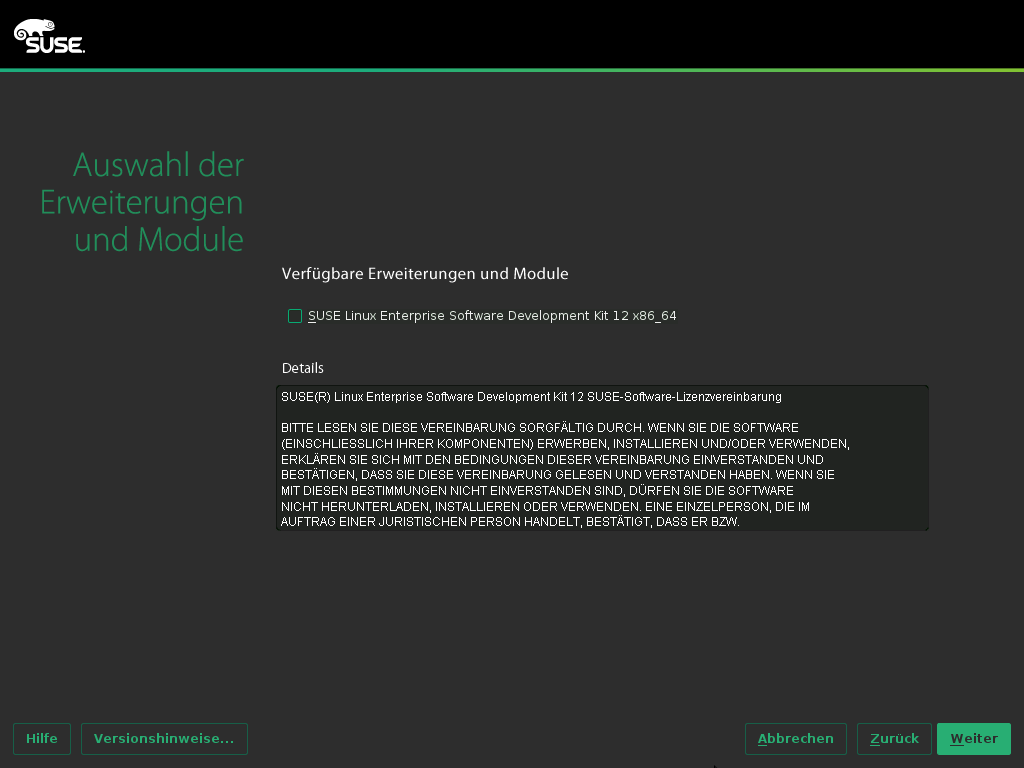 SUSE.
Auswahl der
Erweiterungen
und Module
Verfügbare Erweiterungen und Module
SUSE Linux Enterprise Software Development Kit 12 x86_64
Details
SUSE(R) Linux Enterprise Software Development Kit 12 SUSE-Software-Lizenzvereinbarung
BITTE LESEN SIE DIESE VEREINBARUNG SORGFÄLTIG DURCH. WENN SIE DIE SOFTWARE
(EINSCHLIESSLICH IHRER KOMPONENTEN) ERWERBEN, INSTALLIEREN UND/ODER VERWENDEN,
ERKLÄREN SIE SICH MIT DEN BEDINGUNGEN DIESER VEREINBARUNG EINVERSTANDEN UND
BESTÄTIGEN, DASS SIE DIESE VEREINBARUNG GELESEN UND VERSTANDEN HABEN. WENN SIE
MIT DIESEN BESTIMMUNGEN NICHT EINVERSTANDEN SIND, DÜRFEN SIE DIE SOFTWARE
NICHT HERUNTERLADEN, INSTALLIEREN ODER VERWENDEN. EINE EINZELPERSON, DIE IM
AUFTRAG EINER JURISTISCHEN PERSON HANDELT, BESTÄTIGT, DASS ER BZW.
Hilfe Versionshinweise... Abbrechen Zurück Weiter